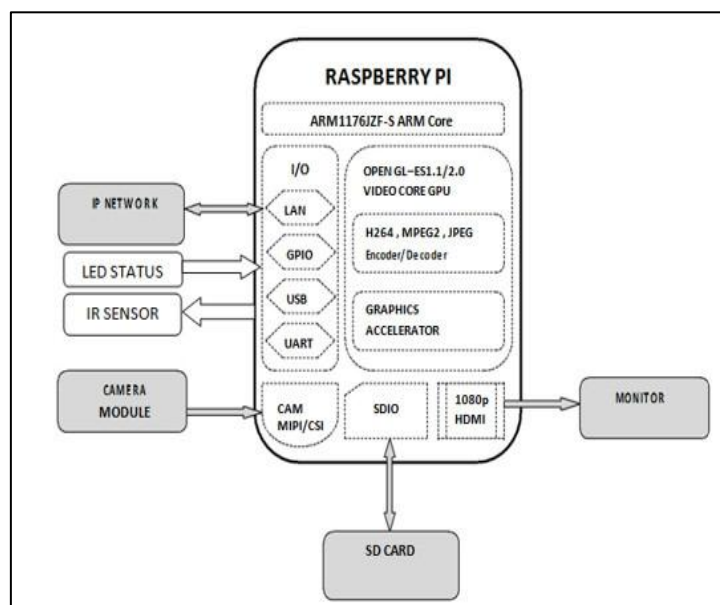 RASPBERRY PI
ARM1176JZF-S ARM Core
I/O
LAN
GPIO
USB
UART
OPEN GL–ES1.1/2.0
VIDEO CORE GPU
H264 , MPEG2 , JPEG
Encoder/Decoder
GRAPHICS
ACCELERATOR
IP NETWORK
LED STATUS
IR SENSOR
CAMERA
MODULE
CAM
MIPI/CSI
SDIO
1080p
HDMI
MONITOR
SD CARD